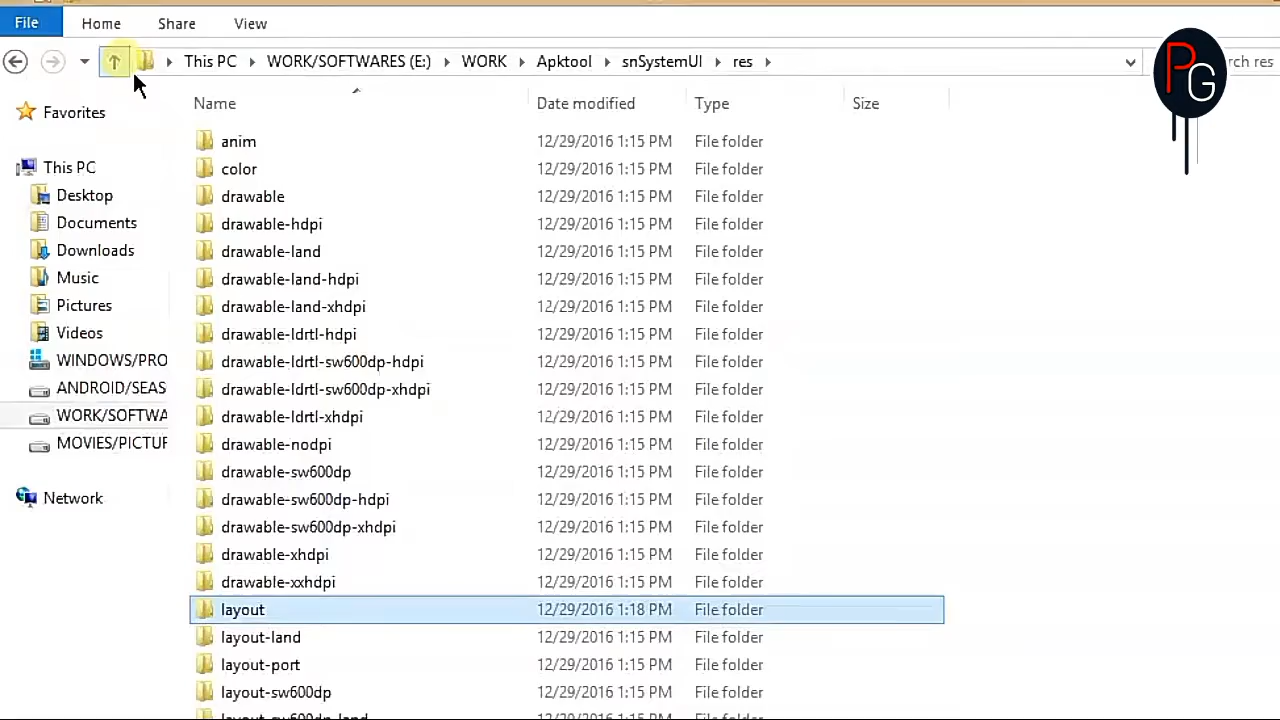 File Home Share View
This PC WORK/SOFTWARES (E:) WORK Apktool snSystemUI res rch res
PG
Name Date modified Type Size
Favorites
This PC
Desktop
Documents
Downloads
Music
Pictures
Videos
WINDOWS/PRO
ANDROID/SEAS
WORK/SOFTWA
MOVIES/PICTUR
Network
anim 12/29/2016 1:15 PM File folder
color 12/29/2016 1:15 PM File folder
drawable 12/29/2016 1:15 PM File folder
drawable-hdpi 12/29/2016 1:15 PM File folder
drawable-land 12/29/2016 1:15 PM File folder
drawable-land-hdpi 12/29/2016 1:15 PM File folder
drawable-land-xhdpi 12/29/2016 1:15 PM File folder
drawable-ldrtl-hdpi 12/29/2016 1:15 PM File folder
drawable-ldrtl-sw600dp-hdpi 12/29/2016 1:15 PM File folder
drawable-ldrtl-sw600dp-xhdpi 12/29/2016 1:15 PM File folder
drawable-ldrtl-xhdpi 12/29/2016 1:15 PM File folder
drawable-nodpi 12/29/2016 1:15 PM File folder
drawable-sw600dp 12/29/2016 1:15 PM File folder
drawable-sw600dp-hdpi 12/29/2016 1:15 PM File folder
drawable-sw600dp-xhdpi 12/29/2016 1:15 PM File folder
drawable-xhdpi 12/29/2016 1:15 PM File folder
drawable-xxhdpi 12/29/2016 1:15 PM File folder
layout 12/29/2016 1:18 PM File folder
layout-land 12/29/2016 1:15 PM File folder
layout-port 12/29/2016 1:15 PM File folder
layout-sw600dp 12/29/2016 1:15 PM File folder